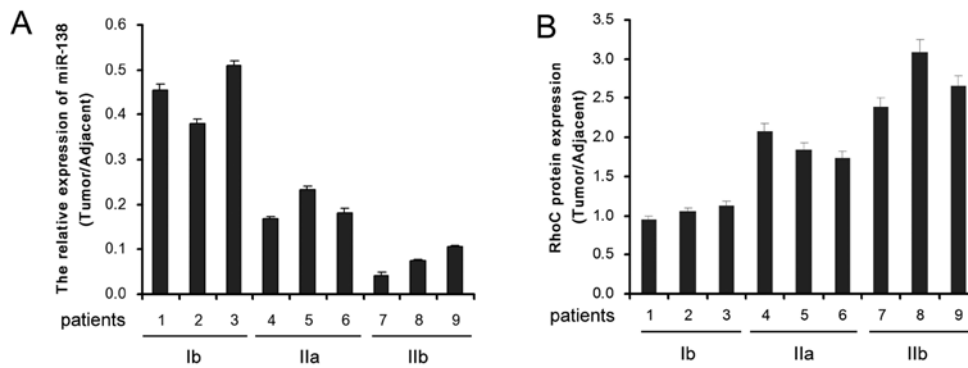 A
The relative expression of miR-138
(Tumor/Adjacent)
0.6
0.5
0.4
0.3
0.2
0.1
0.0
patients 1 2 3 4 5 6 7 8 9
Ib IIa IIb
B
RhoC protein expression
(Tumor/Adjacent)
3.5
3.0
2.5
2.0
1.5
1.0
0.5
0.0
patients 1 2 3 4 5 6 7 8 9
Ib IIa IIb